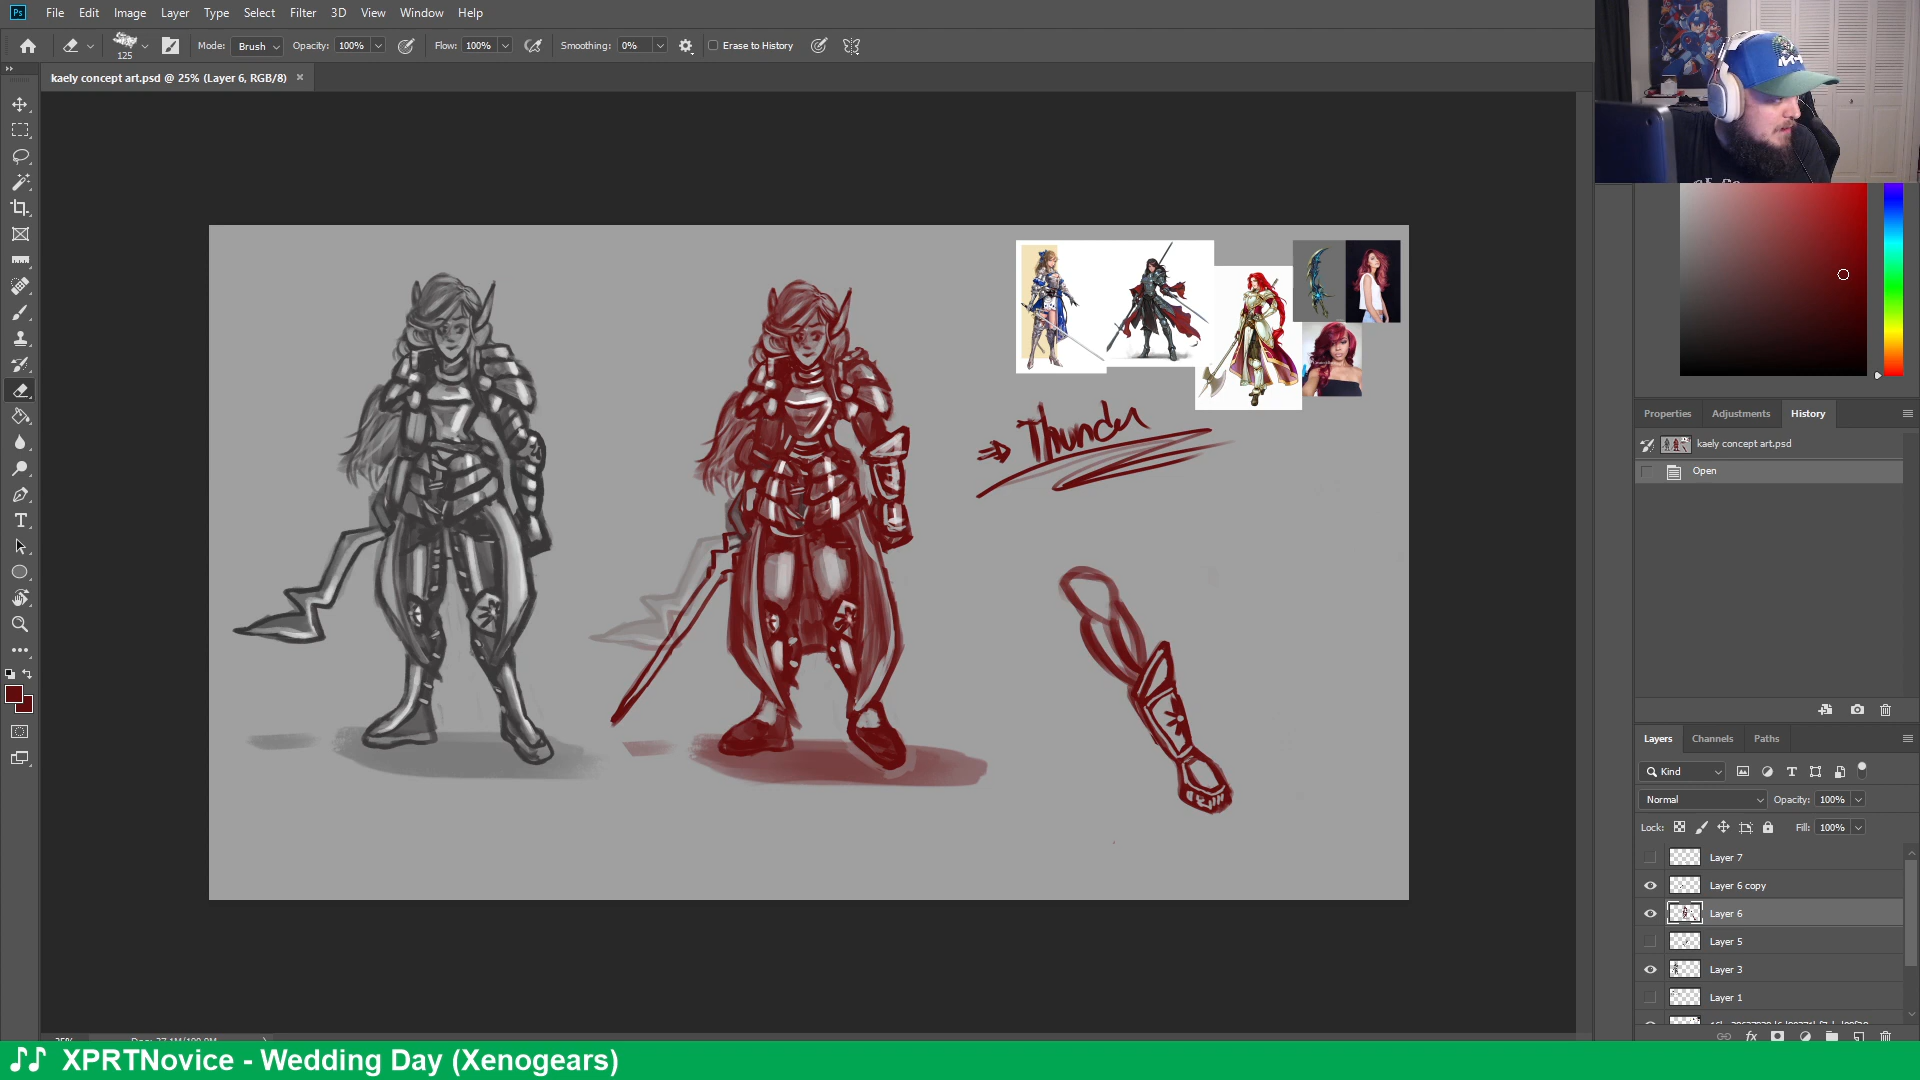 Ps File Edit Image Layer Type Select Filter 3D View Window Help
125 Mode: Brush Opacity: 100% Flow: 100% Smoothing: 0% Erase to History
kaely concept art.psd @ 25% (Layer 6, RGB/8) ×
Thunder
Properties Adjustments History
kaely concept art.psd
Open
Layers Channels Paths
Kind
Normal Opacity: 100%
Lock: Fill: 100%
Layer 7
Layer 6 copy
Layer 6
Layer 5
Layer 3
Layer 1
XPRTNovice - Wedding Day (Xenogears)